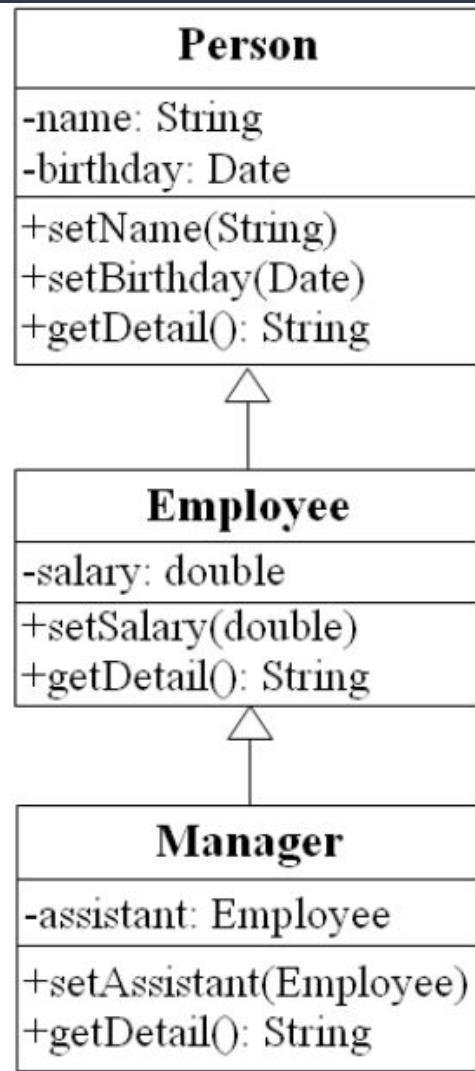 Person
-name: String
-birthday: Date
+setName(String)
+setBirthday(Date)
+getDetail(): String
Employee
-salary: double
+setSalary(double)
+getDetail(): String
Manager
-assistant: Employee
+setAssistant(Employee)
+getDetail(): String